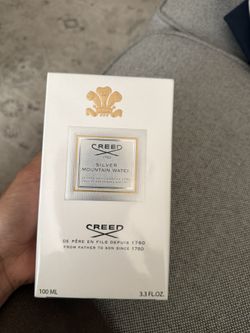 CREED
1760
SILVER
MOUNTAIN WATER
CREED
DE PÈRE EN FILS DEPUIS 1760
FROM FATHER TO SON SINCE 1760
100 ML
3.3 FL.OZ.